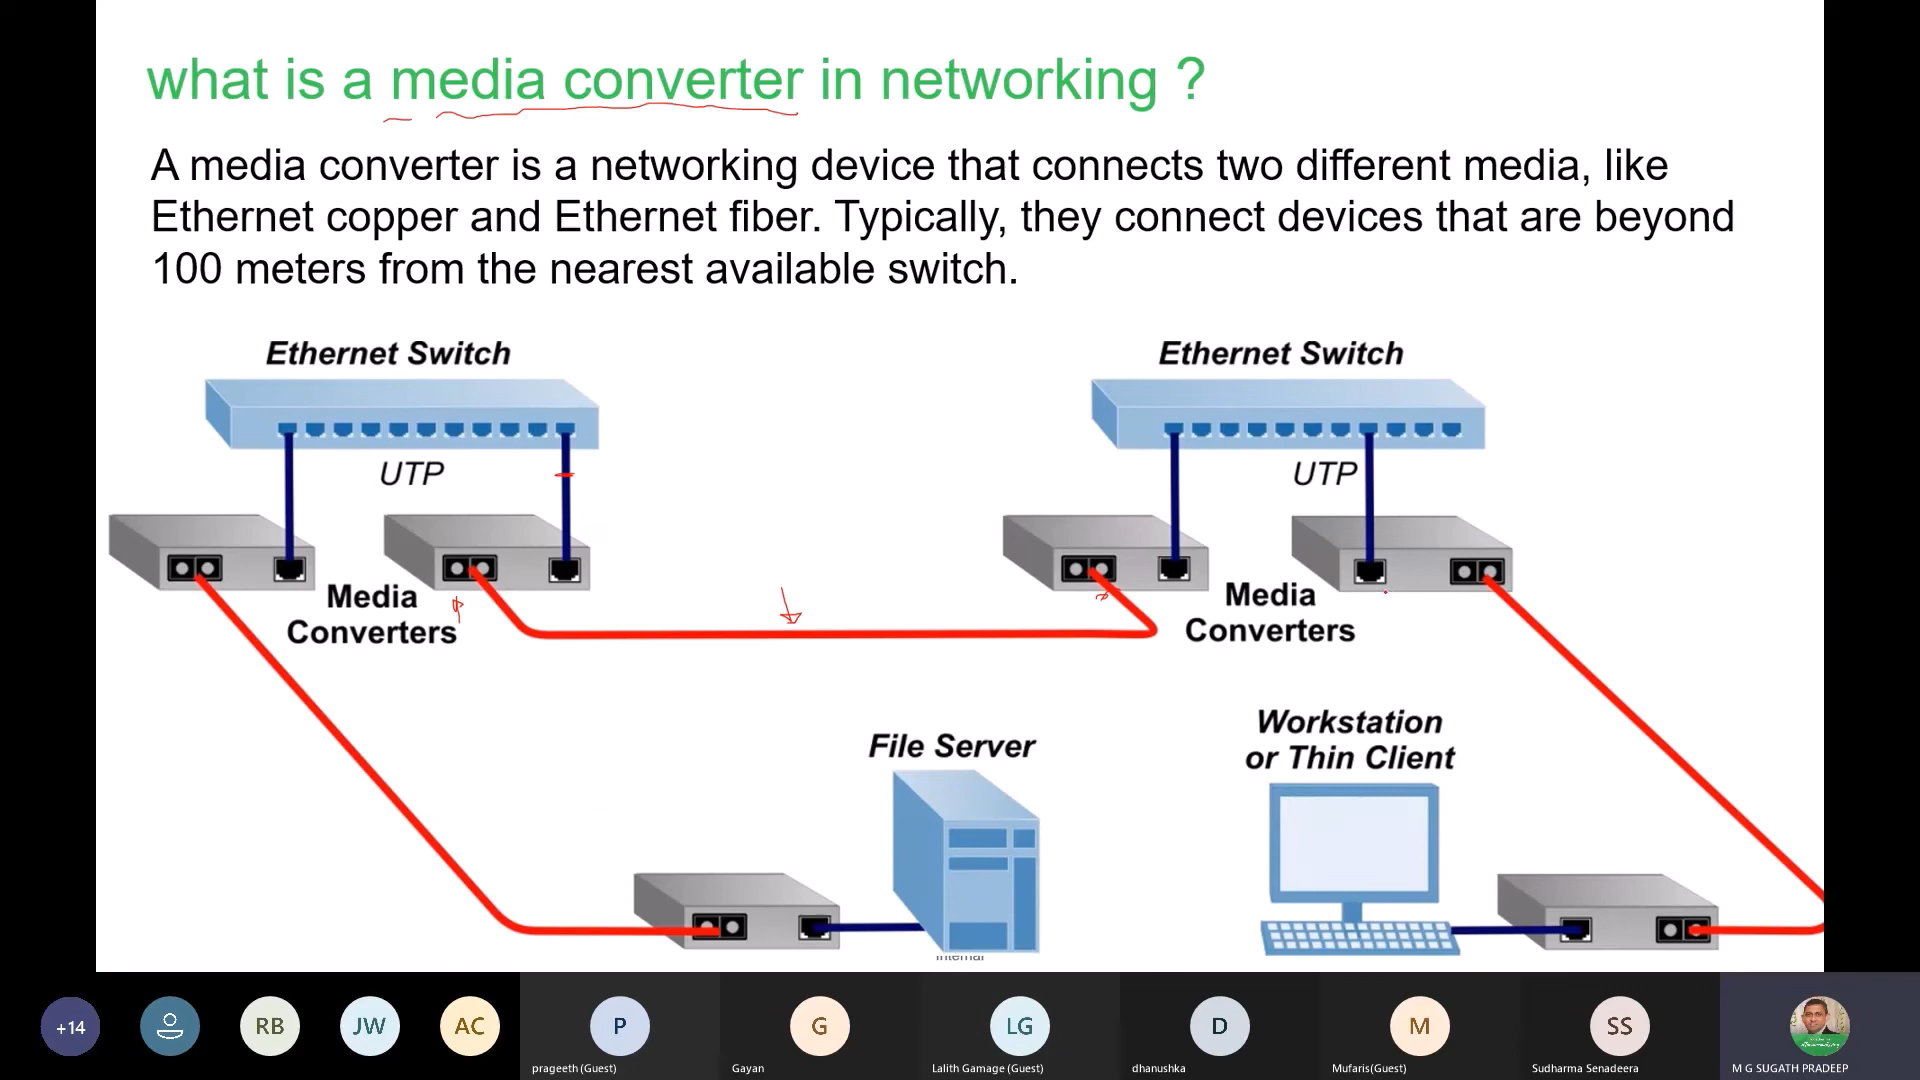 what is a media converter in networking ?
A media converter is a networking device that connects two different media, like
Ethernet copper and Ethernet fiber. Typically, they connect devices that are beyond
100 meters from the nearest available switch.
Ethernet Switch
Ethernet Switch
UTP
UTP
Media
Converters
Media
Converters
File Server
Workstation
or Thin Client
Internal
+14
RB
JW
AC
P
G
LG
D
M
SS
prageeth (Guest)
Gayan
Lalith Gamage (Guest)
dhanushka
Mufaris(Guest)
Sudharma Senadeera
M G SUGATH PRADEEP